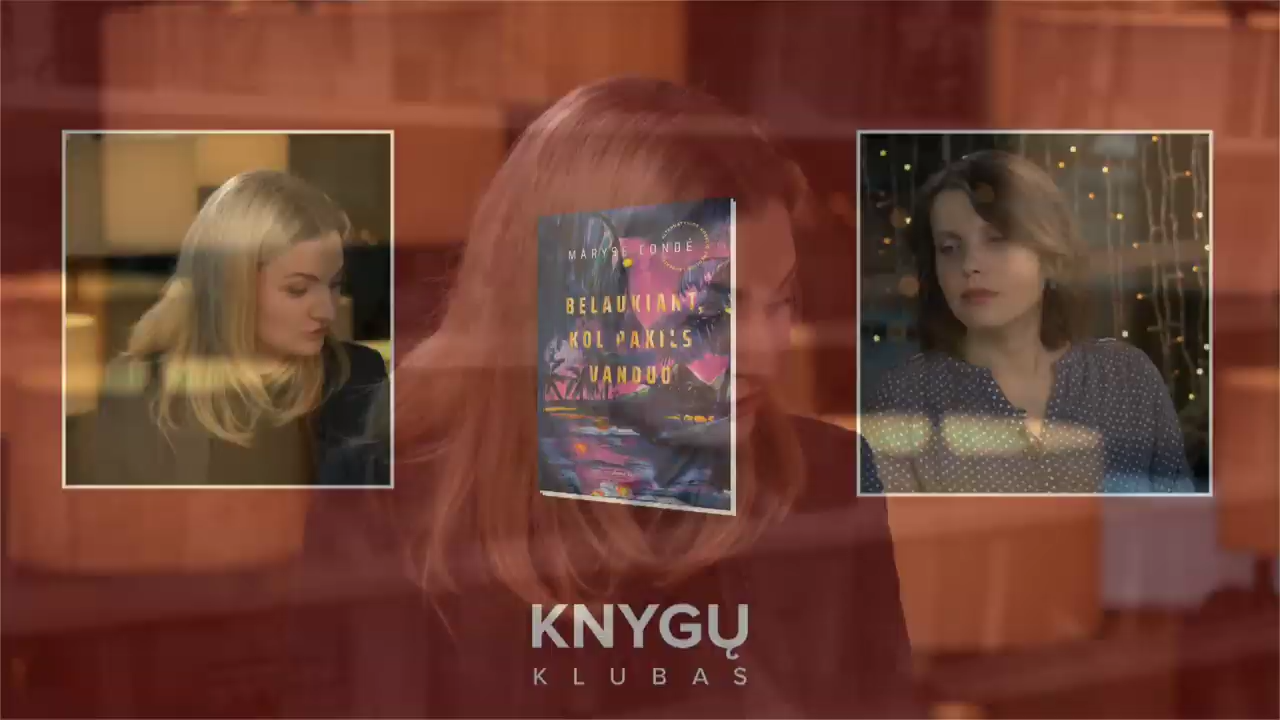 MARYSE CONDÉ
BELAUKIANT,
KOL PAKILS
VANDUO
KNYGŲ
KLUBAS